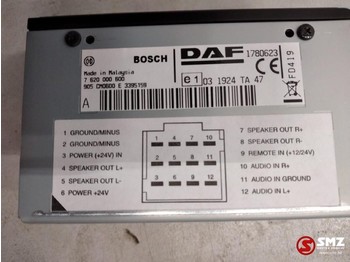 BOSCH
DAF
1780623
Made in Malaysia
7 620 000 600
905 CM0600 E 3395159
A
e1 03 1924 TA 47
FD419
1 GROUND/MINUS
2 GROUND/MINUS
3 POWER (+24V) IN
4 SPEAKER OUT L+
5 SPEAKER OUT L-
6 POWER +24V
1 4 7 10
2 5 8 11
3 6 9 12
7 SPEAKER OUT R+
8 SPEAKER OUT R-
9 REMOTE IN (+12/24V)
10 AUDIO IN R+
11 AUDIO IN GROUND
12 AUDIO IN L+
AUTOSoft